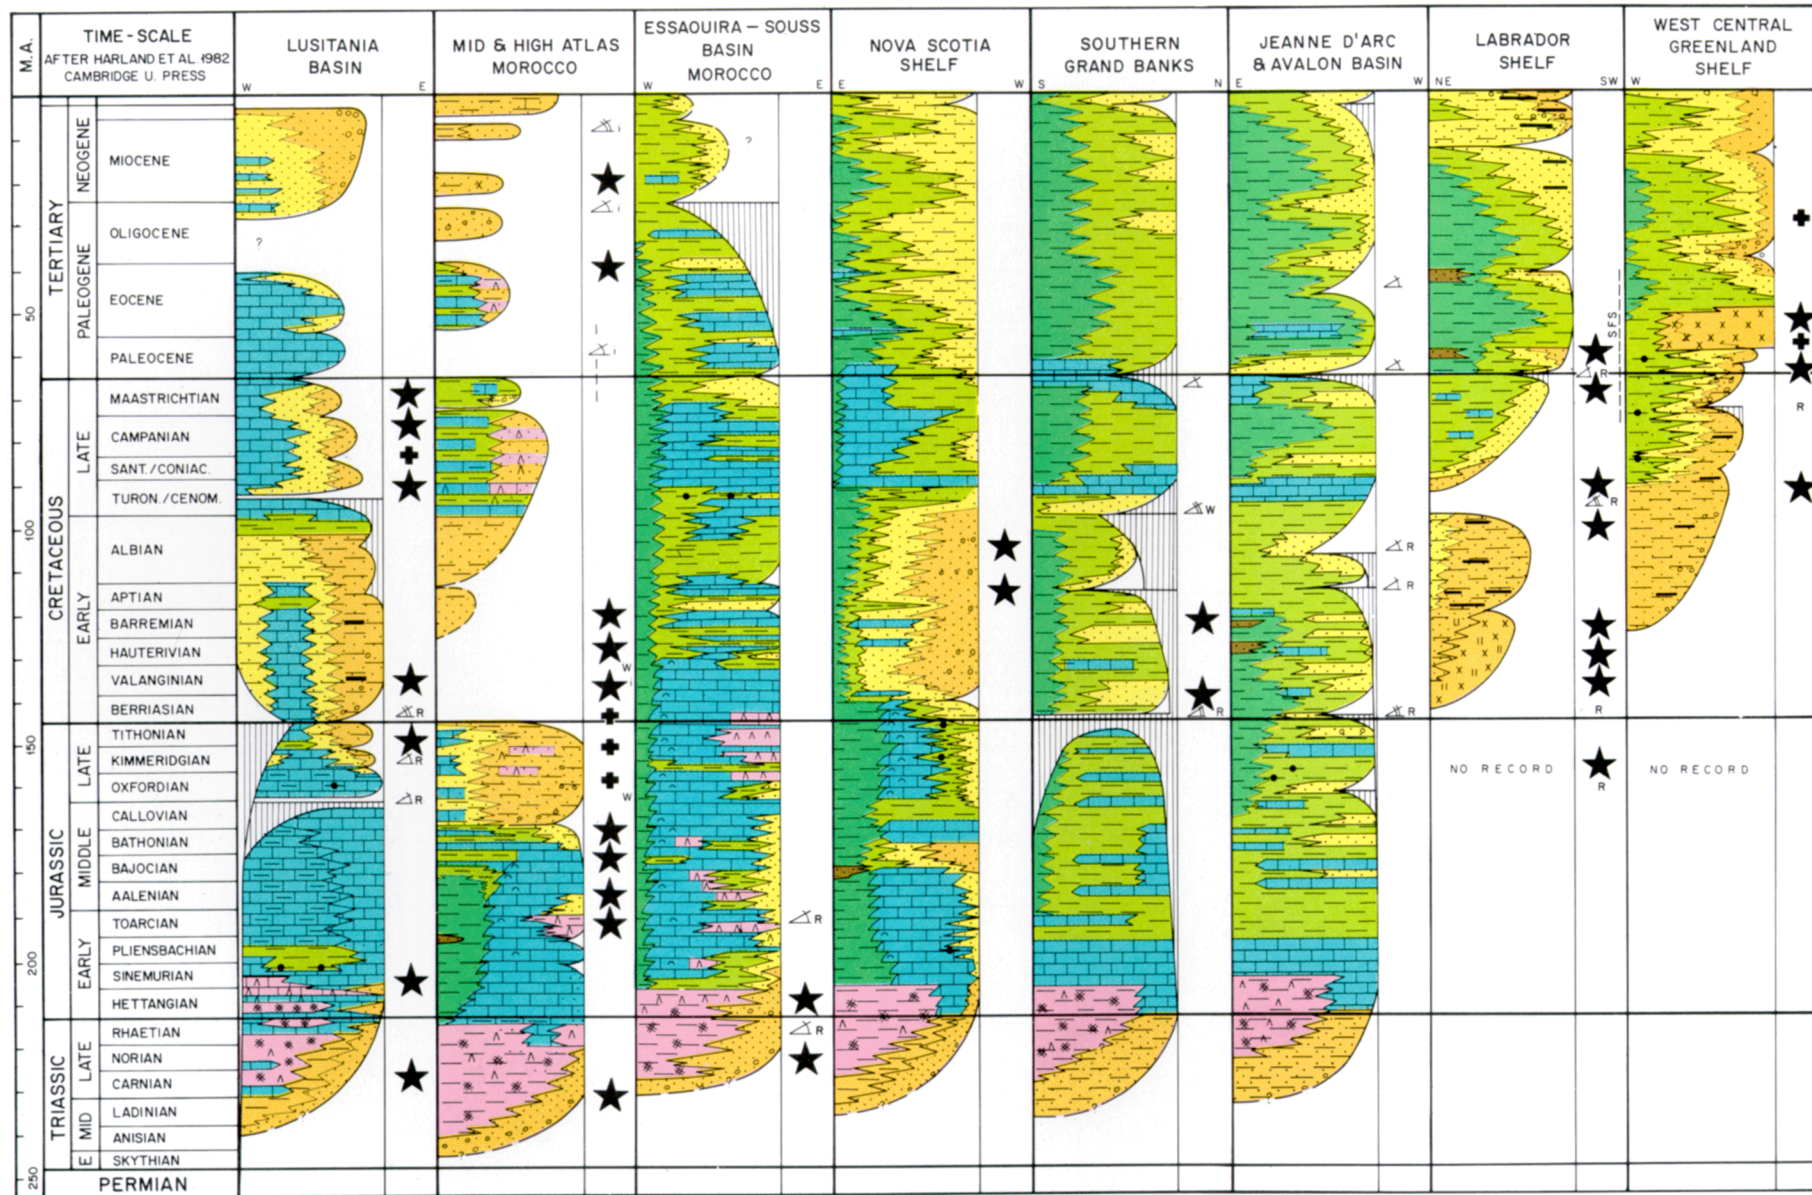 M.A.
TIME-SCALE
AFTER HARLAND ET AL. 1982
CAMBRIDGE U. PRESS
LUSITANIA
BASIN
W E
MID & HIGH ATLAS
MOROCCO
ESSAOUIRA – SOUSS
BASIN
MOROCCO
W E
NOVA SCOTIA
SHELF
E W
SOUTHERN
GRAND BANKS
S N
JEANNE D'ARC
& AVALON BASIN
E W
LABRADOR
SHELF
NE SW
WEST CENTRAL
GREENLAND
SHELF
W
TERTIARY
NEOGENE
MIOCENE
PALEOGENE
OLIGOCENE
EOCENE
PALEOCENE
CRETACEOUS
LATE
MAASTRICHTIAN
CAMPANIAN
SANT./CONIAC.
TURON./CENOM.
EARLY
ALBIAN
APTIAN
BARREMIAN
HAUTERIVIAN
VALANGINIAN
BERRIASIAN
JURASSIC
LATE
TITHONIAN
KIMMERIDGIAN
OXFORDIAN
MIDDLE
CALLOVIAN
BATHONIAN
BAJOCIAN
AALENIAN
EARLY
TOARCIAN
PLIENSBACHIAN
SINEMURIAN
HETTANGIAN
TRIASSIC
LATE
RHAETIAN
NORIAN
CARNIAN
MID
LADINIAN
ANISIAN
E
SKYTHIAN
PERMIAN
50
100
150
200
250
?
R
R
R
i
i
i
W
W
?
R
R
W
R
R
R
R
SFS
R
R
R
R
NO RECORD
R
NO RECORD